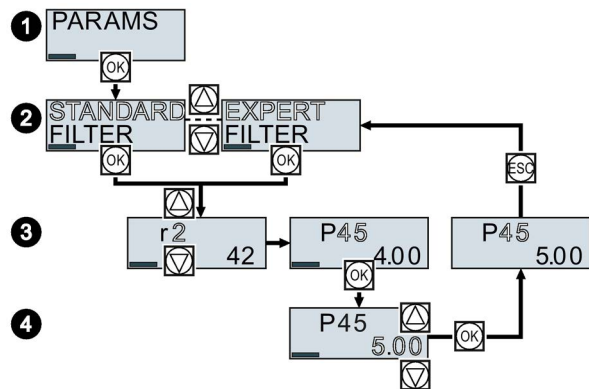 1
PARAMS
OK
2
STANDARD
FILTER
EXPERT
FILTER
OK
OK
ESC
3
r2
42
P45
4.00
P45
5.00
OK
4
P45
5.00
OK